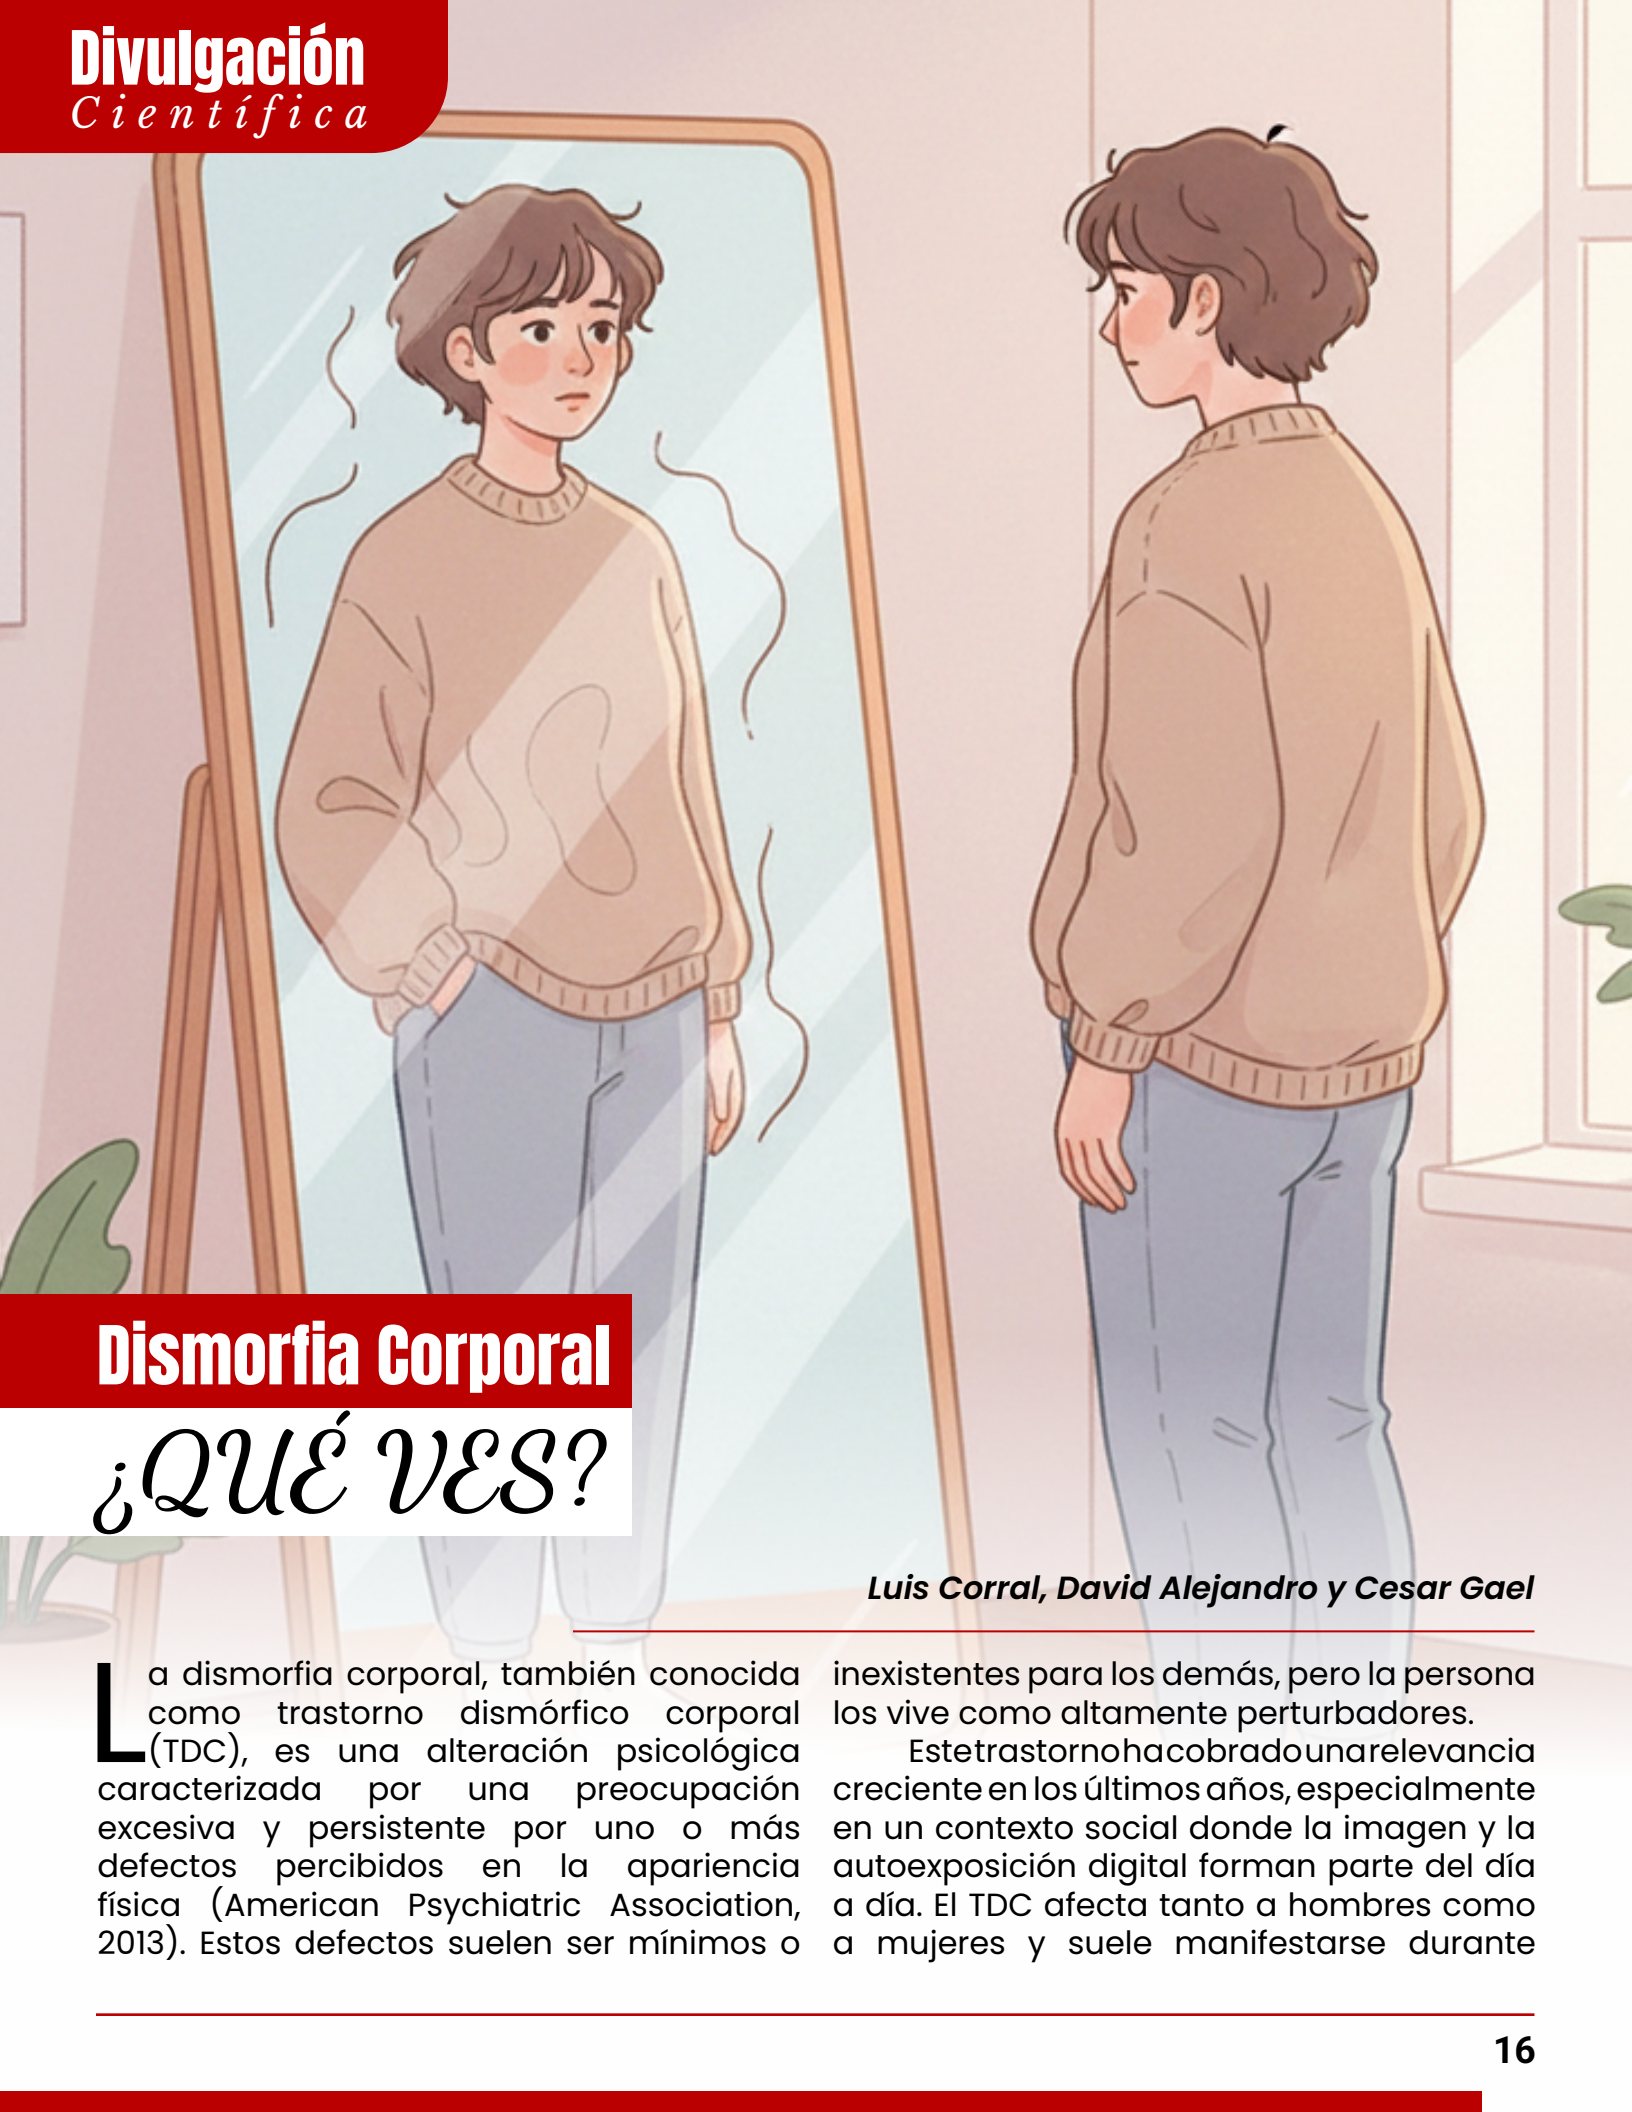 Divulgación
Científica
Dismorfia Corporal
¿QUÉ VES?
Luis Corral, David Alejandro y Cesar Gael
La dismorfia corporal, también conocida
como trastorno dismórfico corporal
(TDC), es una alteración psicológica
caracterizada por una preocupación
excesiva y persistente por uno o más
defectos percibidos en la apariencia
física (American Psychiatric Association,
2013). Estos defectos suelen ser mínimos o
inexistentes para los demás, pero la persona
los vive como altamente perturbadores.
Este trastorno ha cobrado una relevancia
creciente en los últimos años, especialmente
en un contexto social donde la imagen y la
autoexposición digital forman parte del día
a día. El TDC afecta tanto a hombres como
a mujeres y suele manifestarse durante
16